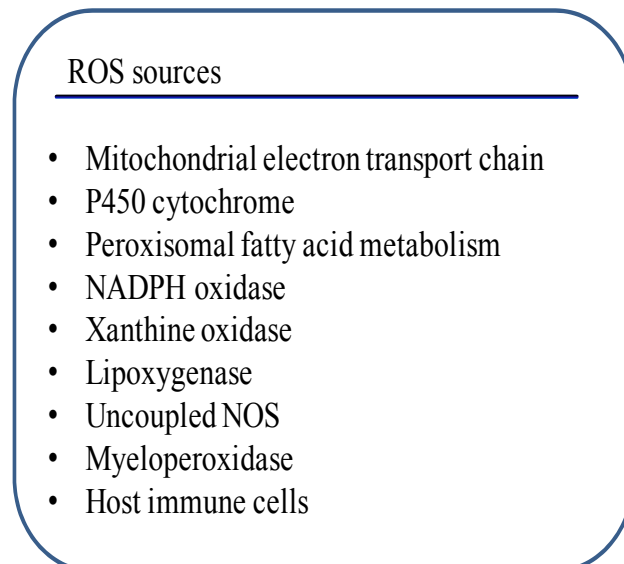 ROS sources
• Mitochondrial electron transport chain
• P450 cytochrome
• Peroxisomal fatty acid metabolism
• NADPH oxidase
• Xanthine oxidase
• Lipoxygenase
• Uncoupled NOS
• Myeloperoxidase
• Host immune cells